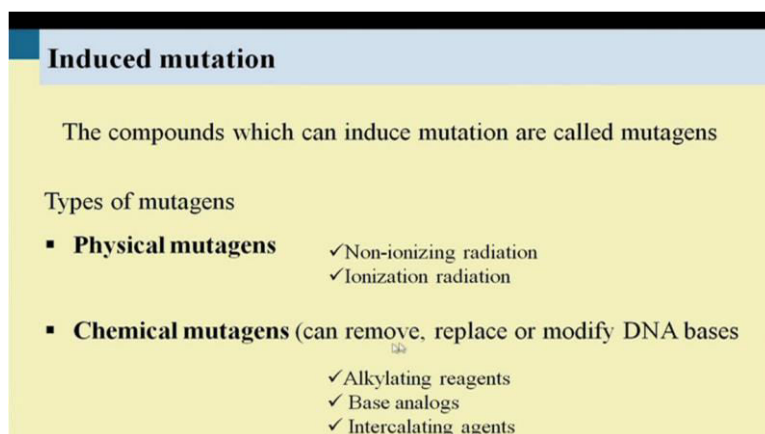 Induced mutation
The compounds which can induce mutation are called mutagens
Types of mutagens
▪ Physical mutagens
✓Non-ionizing radiation
✓Ionization radiation
▪ Chemical mutagens (can remove, replace or modify DNA bases
✓Alkylating reagents
✓ Base analogs
✓ Intercalating agents